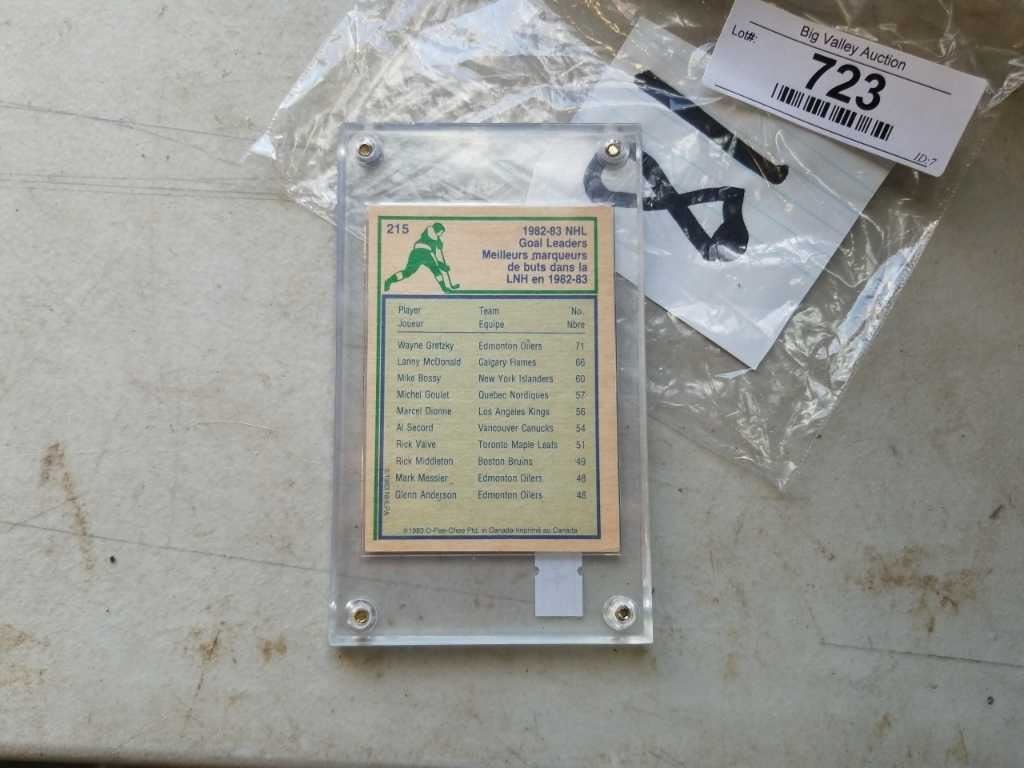 Big Valley Auction
Lot#:
723
ID:7
215
1982-83 NHL
Goal Leaders
Meilleurs marqueurs
de buts dans la
LNH en 1982-83
Player Team No.
Joueur Equipe Nbre
Wayne Gretzky Edmonton Oilers 71
Lanny McDonald Calgary Flames 66
Mike Bossy New York Islanders 60
Michel Goulet Quebec Nordiques 57
Marcel Dionne Los Angeles Kings 56
Al Secord Vancouver Canucks 54
Rick Vaive Toronto Maple Leafs 51
Rick Middleton Boston Bruins 49
Mark Messier Edmonton Oilers 48
Glenn Anderson Edmonton Oilers 48
© 1983 NHLPA
©1983 O-Pee-Chee Ptd. in Canada-Imprimé au Canada